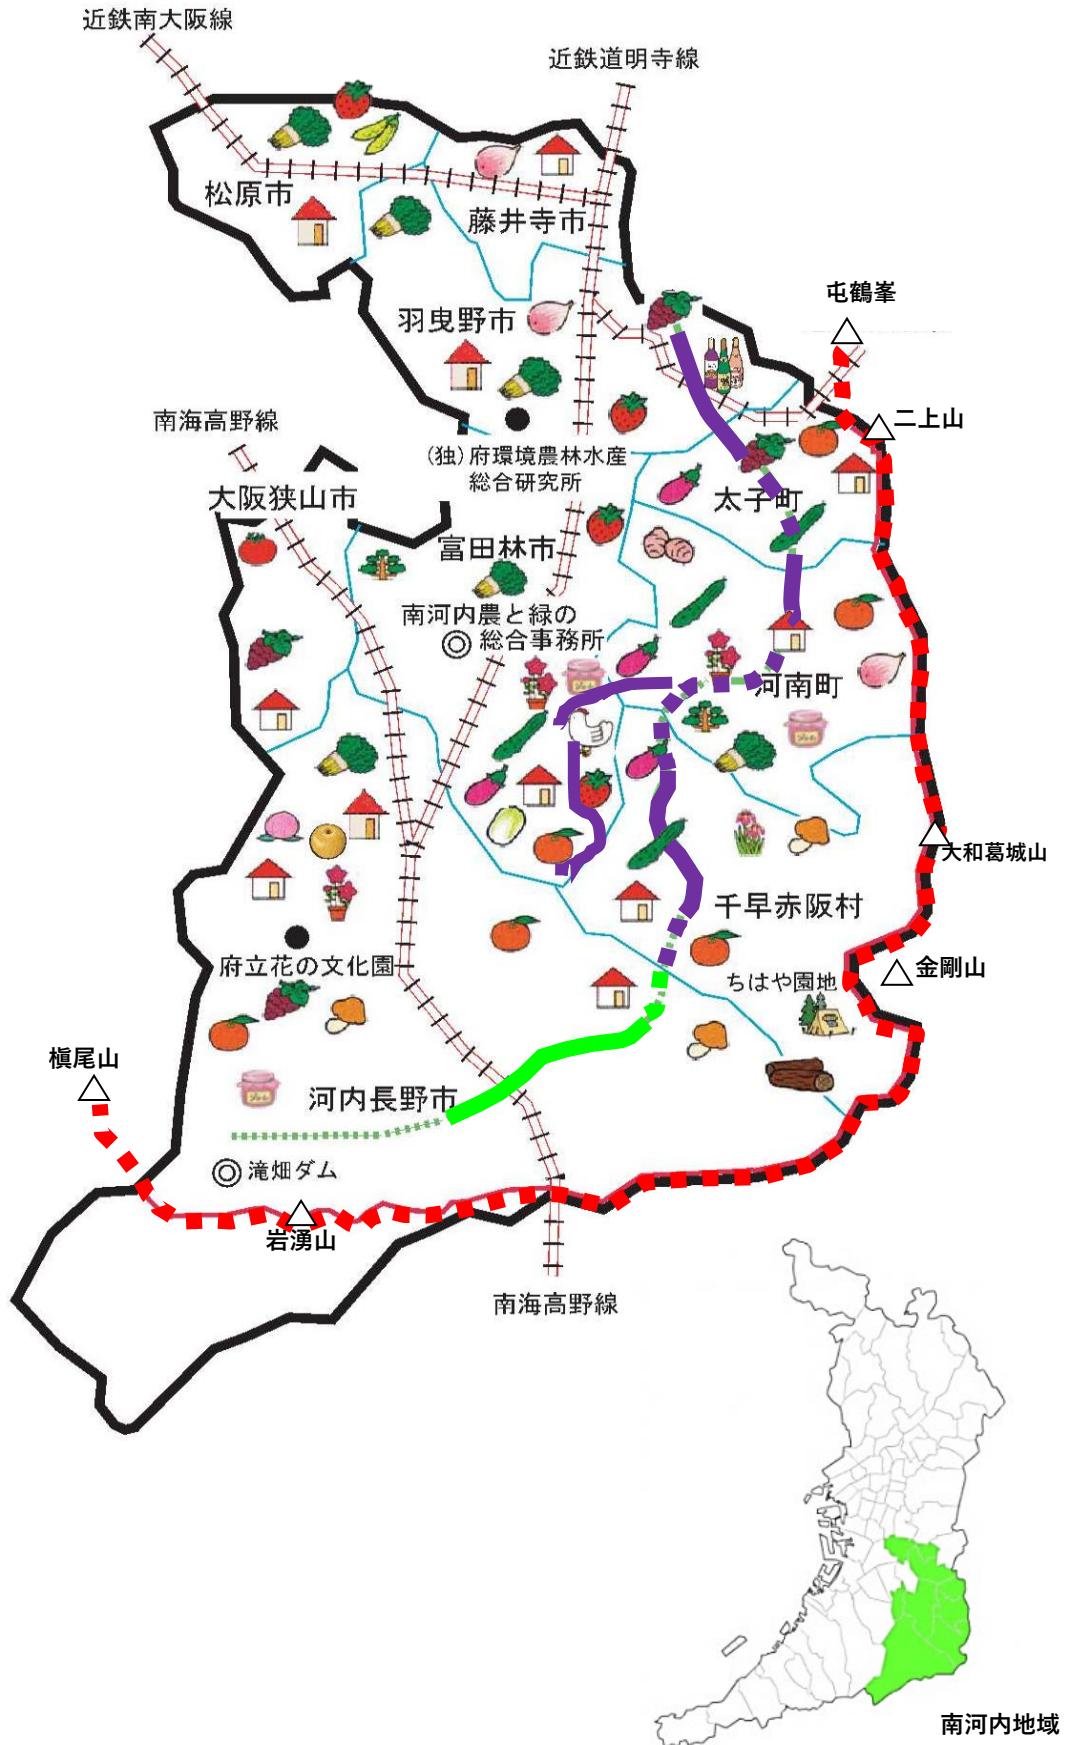 近鉄南大阪線
近鉄道明寺線
松原市
藤井寺市
屯鶴峯
羽曳野市
南海高野線
二上山
(独)府環境農林水産
総合研究所
大阪狭山市
太子町
富田林市
南河内農と緑の
総合事務所
河南町
大和葛城山
千早赤阪村
府立花の文化園
金剛山
ちはや園地
槇尾山
河内長野市
滝畑ダム
岩湧山
南海高野線
南河内地域